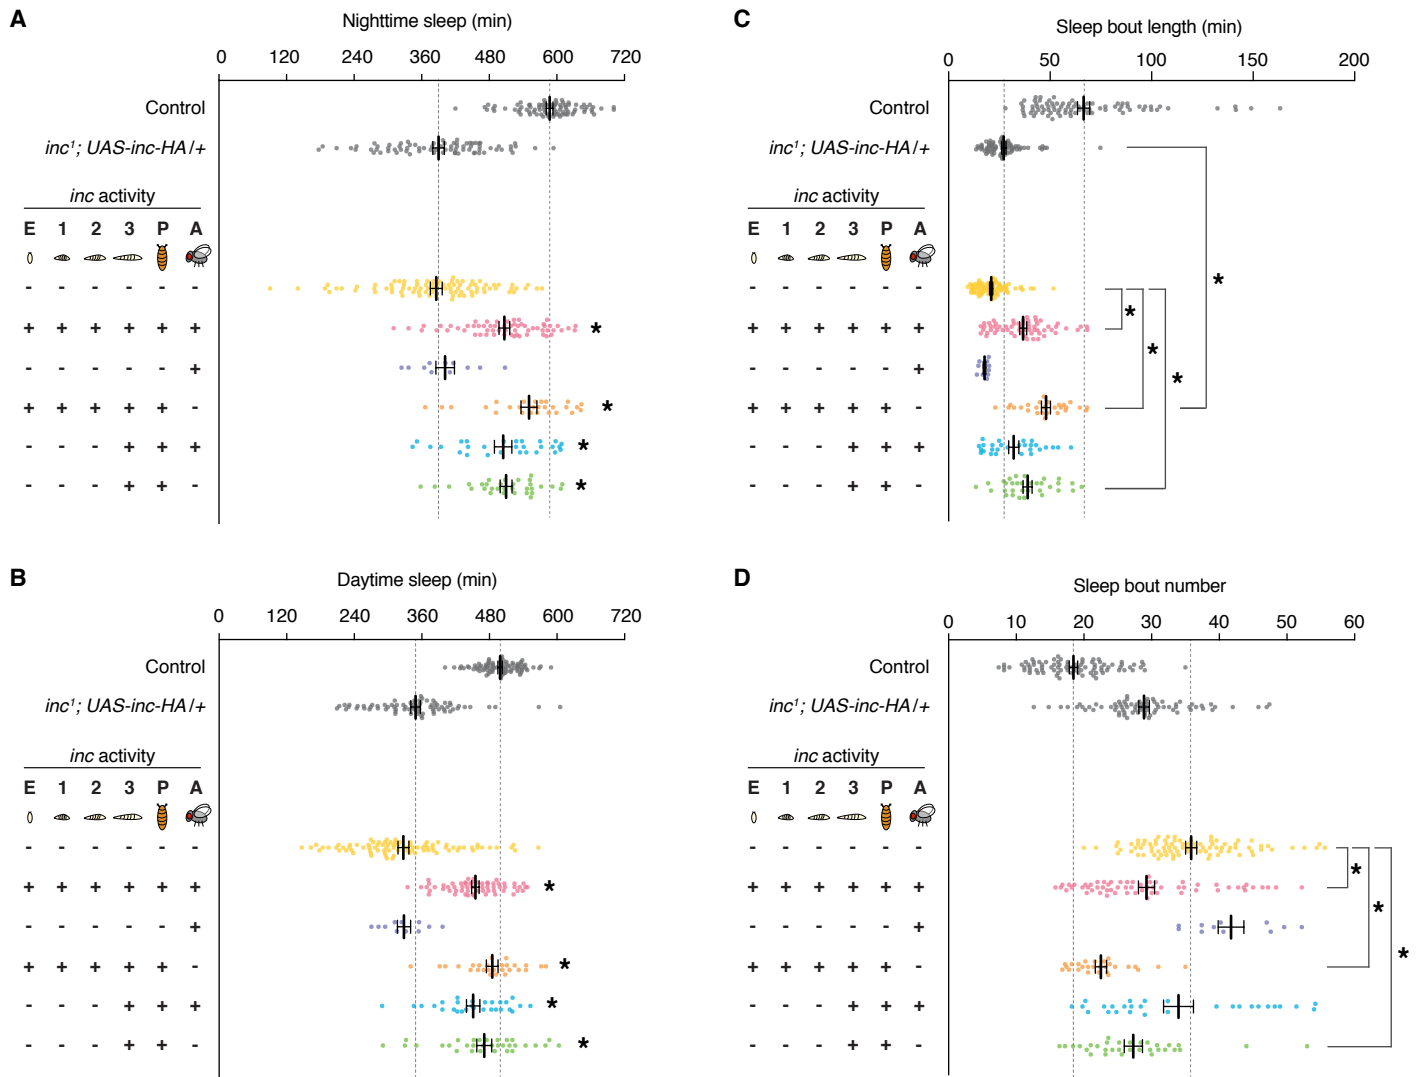 A
Nighttime sleep (min)
0 120 240 360 480 600 720
Control
inc¹; UAS-inc-HA/+
inc activity
E 1 2 3 P A
- - - - - -
+ + + + + + *
- - - - - +
+ + + + + - *
- - - + + + *
- - - + + - *
B
Daytime sleep (min)
0 120 240 360 480 600 720
Control
inc¹; UAS-inc-HA/+
inc activity
E 1 2 3 P A
- - - - - -
+ + + + + + *
- - - - - +
+ + + + + - *
- - - + + + *
- - - + + - *
C
Sleep bout length (min)
0 50 100 150 200
Control
inc¹; UAS-inc-HA/+
inc activity
E 1 2 3 P A
*
- - - - - -
*
+ + + + + +
*
- - - - - +
*
+ + + + + -
- - - + + +
- - - + + -
D
Sleep bout number
0 10 20 30 40 50 60
Control
inc¹; UAS-inc-HA/+
inc activity
E 1 2 3 P A
- - - - - -
*
+ + + + + +
*
- - - - - +
*
+ + + + + -
- - - + + +
- - - + + -